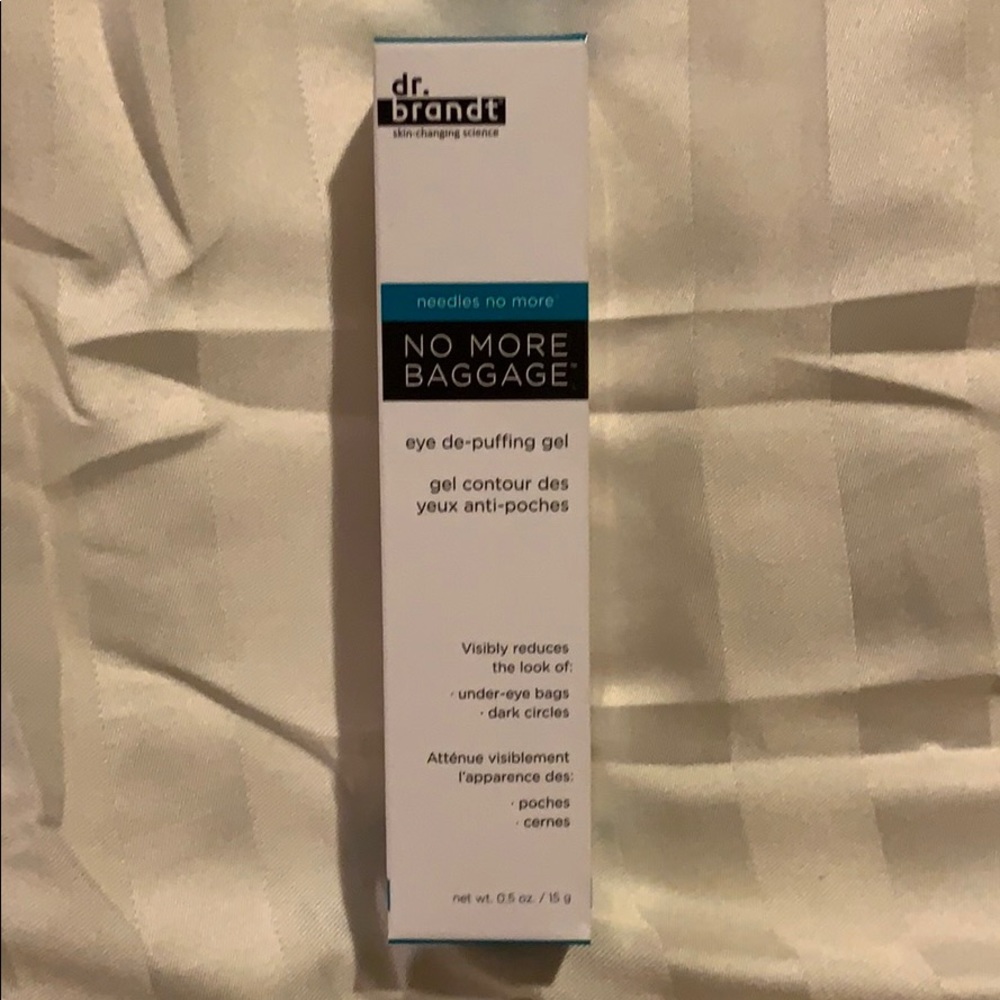 dr.
brandt
skin-changing science
needles no more
NO MORE
BAGGAGE™
eye de-puffing gel
gel contour des
yeux anti-poches
Visibly reduces
the look of:
· under-eye bags
· dark circles
Atténue visiblement
l'apparence des:
· poches
· cernes
net wt. 0.5 oz. / 15 g